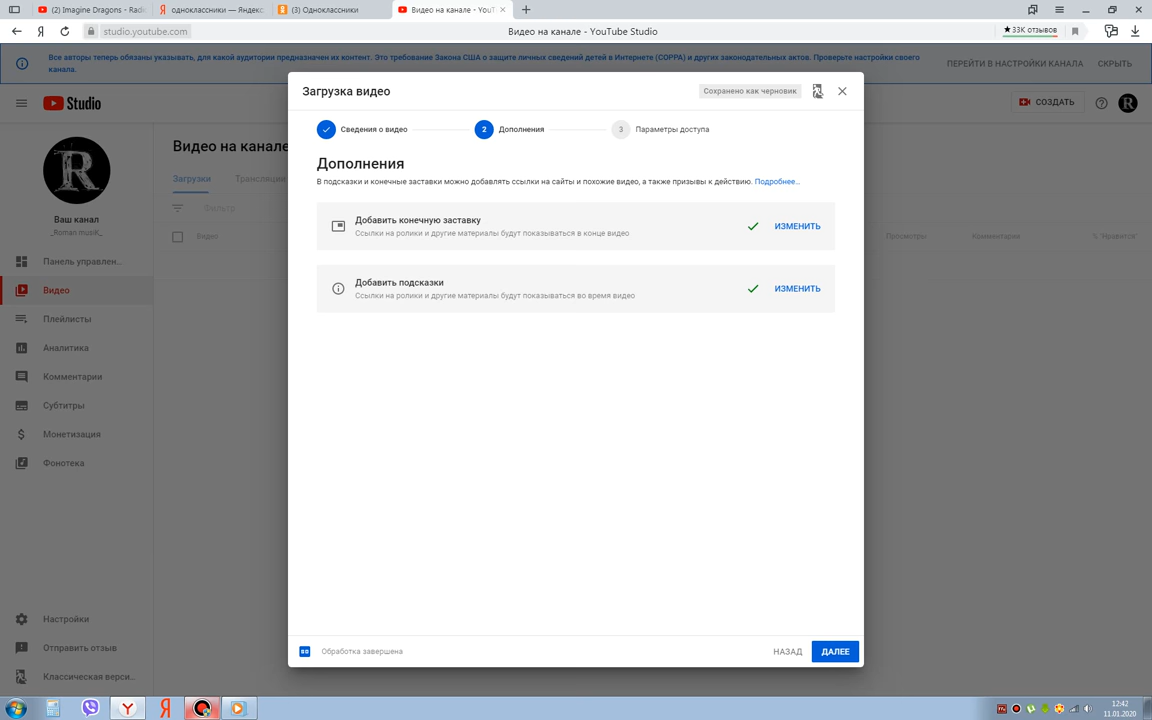 (2) Imagine Dragons - Radi
одноклассники — Яндекс
(3) Одноклассники
Видео на канале - YouT
studio.youtube.com
Видео на канале - YouTube Studio
★33K отзывов
Все авторы теперь обязаны указывать, для какой аудитории предназначен их контент. Это требование Закона США о защите личных сведений детей в Интернете (COPPA) и других законодательных актов. Проверьте настройки своего
канала.
ПЕРЕЙТИ В НАСТРОЙКИ КАНАЛА
СКРЫТЬ
Studio
СОЗДАТЬ
Ваш канал
_Roman musiK_
Панель управлен...
Видео
Плейлисты
Аналитика
Комментарии
Субтитры
Монетизация
Фонотека
Настройки
Отправить отзыв
Классическая верси...
Видео на канале
Загрузки
Трансляции
Фильтр
Видео
Просмотры
Комментарии
% "Нравится"
Загрузка видео
Сохранено как черновик
Сведения о видео
2 Дополнения
3 Параметры доступа
Дополнения
В подсказки и конечные заставки можно добавлять ссылки на сайты и похожие видео, а также призывы к действию. Подробнее...
Добавить конечную заставку
Ссылки на ролики и другие материалы будут показываться в конце видео
ИЗМЕНИТЬ
Добавить подсказки
Ссылки на ролики и другие материалы будут показываться во время видео
ИЗМЕНИТЬ
Обработка завершена
НАЗАД
ДАЛЕЕ
12:42
11.01.2020